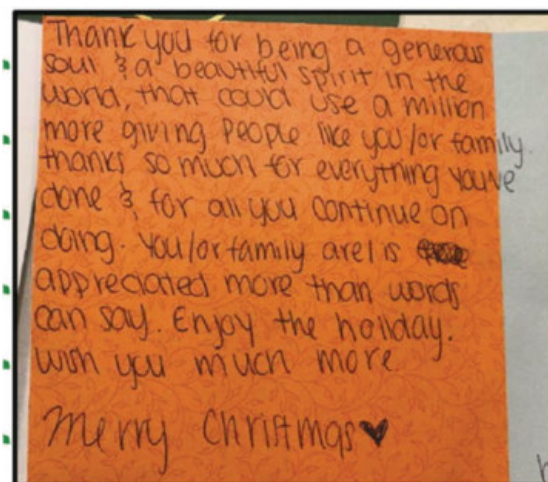 Thank you for being a generous
soul & a beautiful spirit in the
world, that could use a million
more giving people like you/or family.
thanks so much for everything you've
done & for all you continue on
doing. You/or family are/is
appreciated more than words
can say. Enjoy the holiday.
wish you much more.
Merry Christmas♥